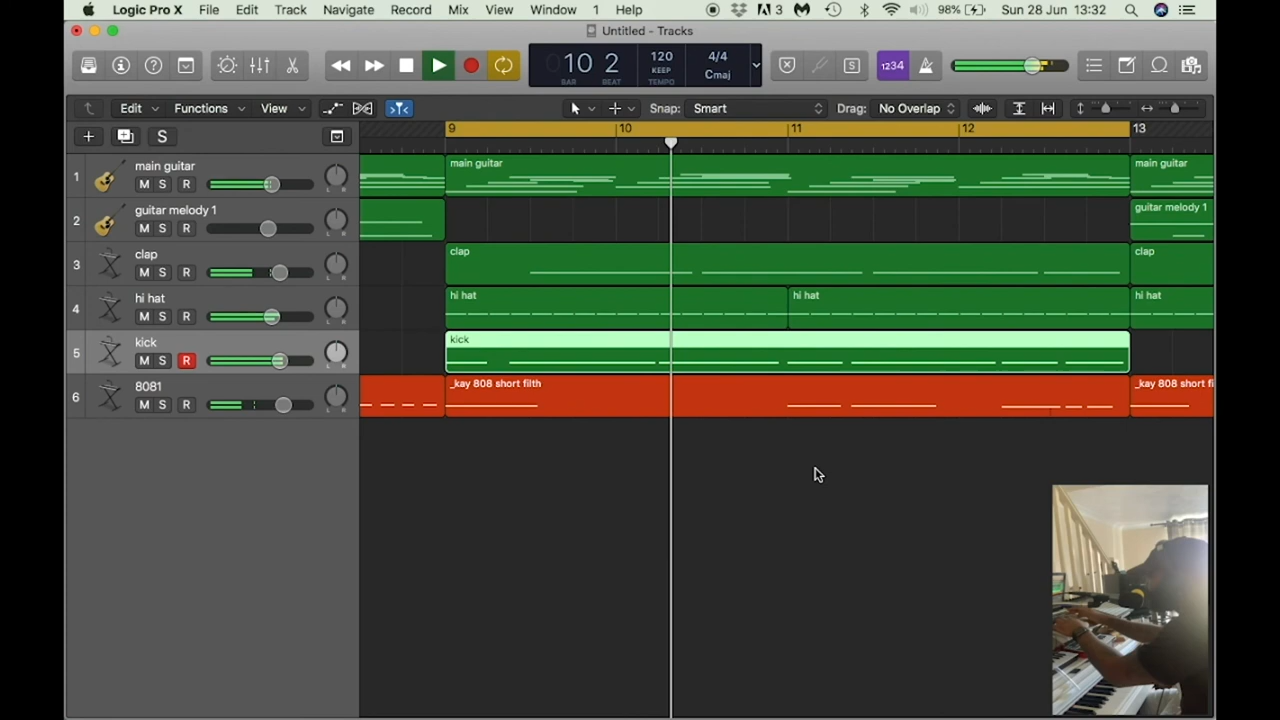 Logic Pro X File Edit Track Navigate Record Mix View Window 1 Help 3 98% Sun 28 Jun 13:32
Untitled - Tracks
10 2 120 4/4
KEEP Cmaj
BAR BEAT TEMPO
S 1234
Edit Functions View Snap: Smart Drag: No Overlap
S 9 10 11 12 13
1 main guitar M S R L R main guitar main guitar
2 guitar melody 1 M S R L R guitar melody 1
3 clap M S R L R clap clap
4 hi hat M S R L R hi hat hi hat hi hat
5 kick M S R L R kick
6 8081 M S R L R _kay 808 short filth _kay 808 short fi